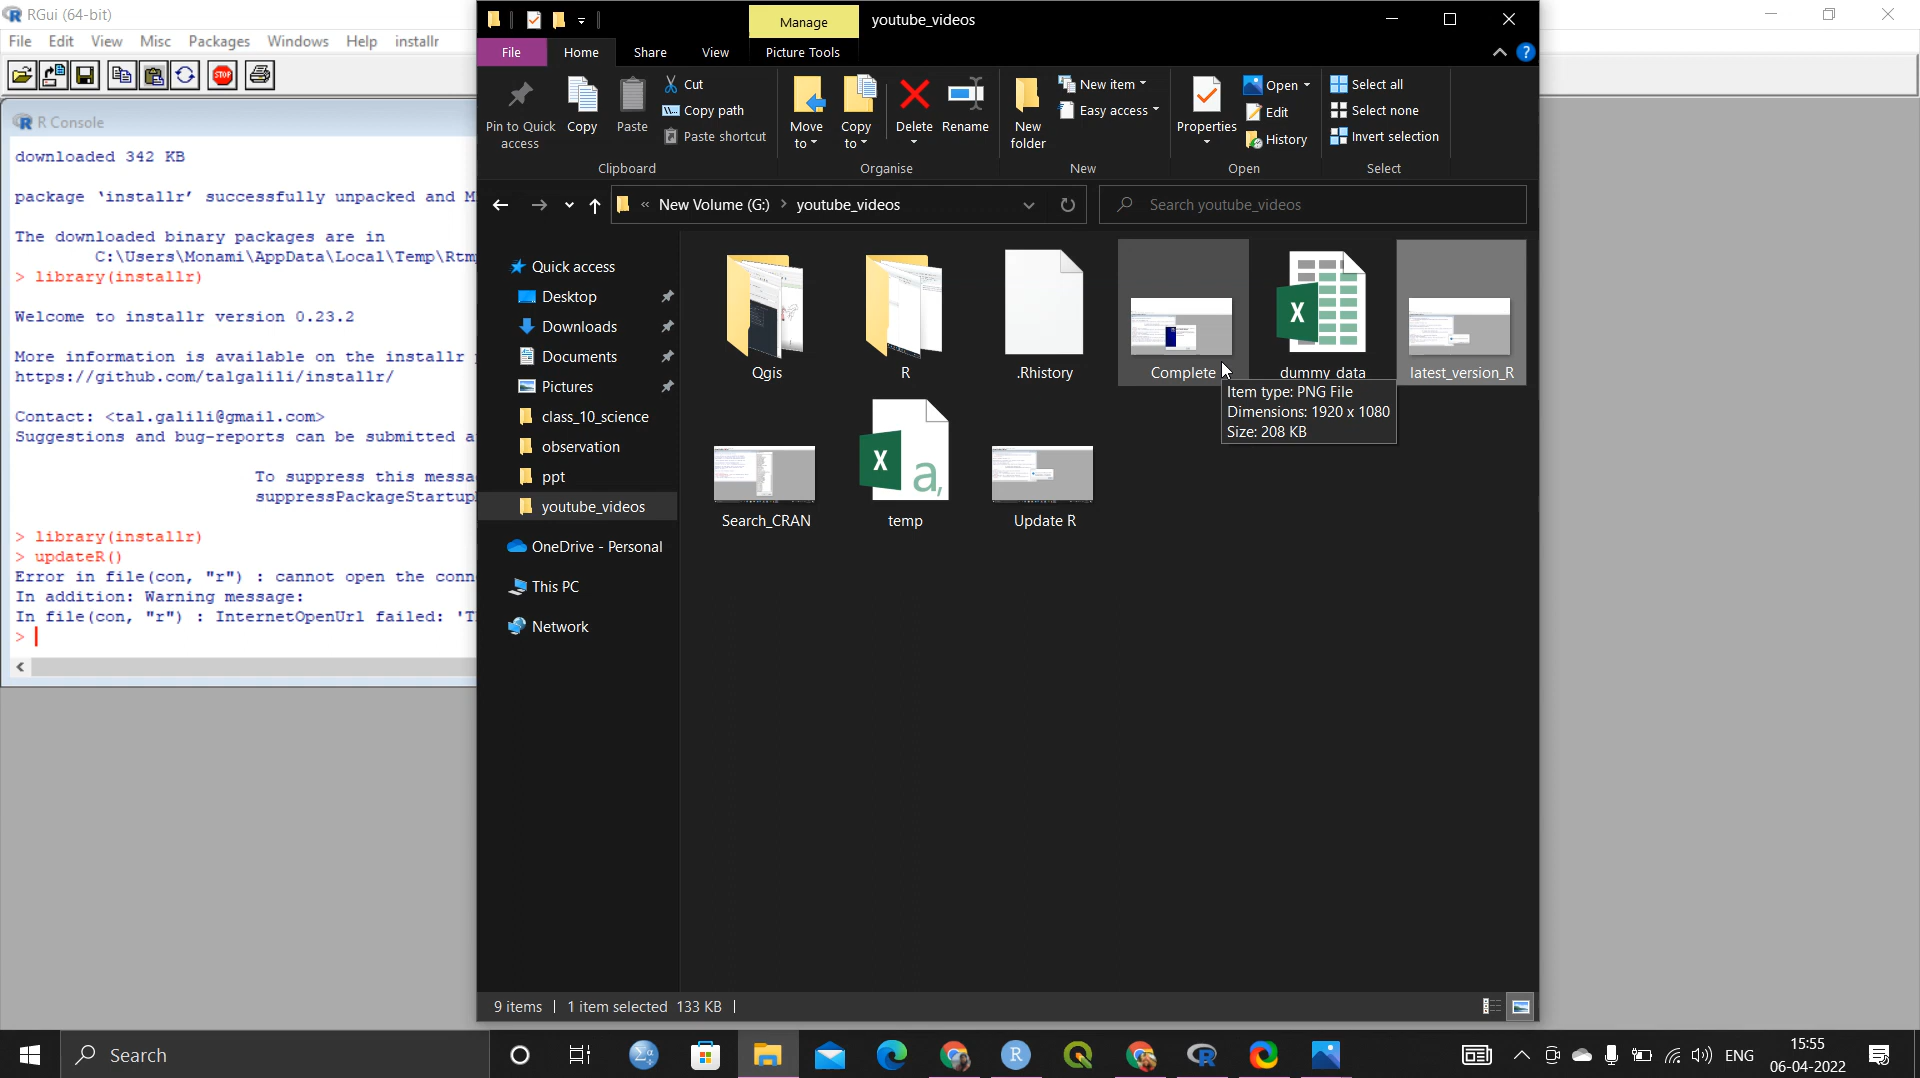 RGui (64-bit)
File Edit View Misc Packages Windows Help installr
STOP
R Console
downloaded 342 KB
package ‘installr’ successfully unpacked and M
The downloaded binary packages are in
C:\Users\Monami\AppData\Local\Temp\Rtm
> library(installr)
Welcome to installr version 0.23.2
More information is available on the installr
https://github.com/talgalili/installr/
Contact: <tal.galili@gmail.com>
Suggestions and bug-reports can be submitted a
To suppress this messa
suppressPackageStartup
> library(installr)
> updateR()
Error in file(con, "r") : cannot open the conn
In addition: Warning message:
In file(con, "r") : InternetOpenUrl failed: 'T
>
Manage youtube_videos
File Home Share View Picture Tools
Pin to Quick access
Copy
Paste
Cut
Copy path
Paste shortcut
Clipboard
Move to
Copy to
Delete
Rename
Organise
New folder
New item
Easy access
New
Properties
Open
Edit
History
Open
Select all
Select none
Invert selection
Select
« New Volume (G:) > youtube_videos
Search youtube_videos
Quick access
Desktop
Downloads
Documents
Pictures
class_10_science
observation
ppt
youtube_videos
OneDrive - Personal
This PC
Network
Qgis
R
.Rhistory
Complete
dummy_data
latest_version_R
Item type: PNG File
Dimensions: 1920 x 1080
Size: 208 KB
Search_CRAN
temp
Update R
9 items 1 item selected 133 KB
Search
ENG
15:55
06-04-2022